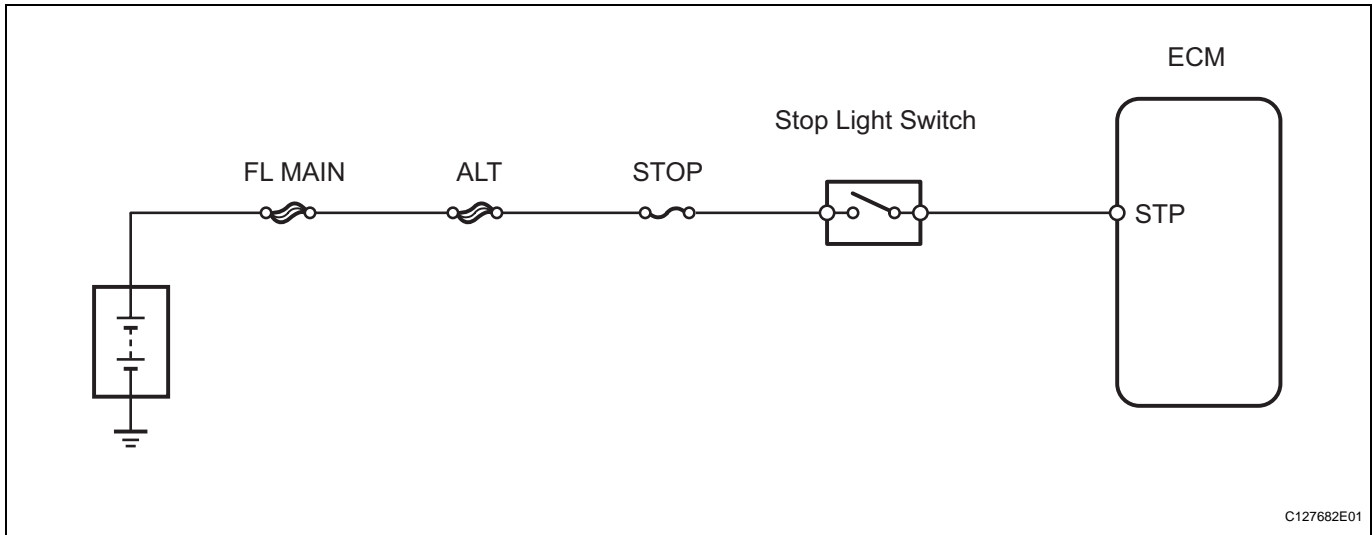 ECM
Stop Light Switch
FL MAIN
ALT
STOP
STP
C127682E01